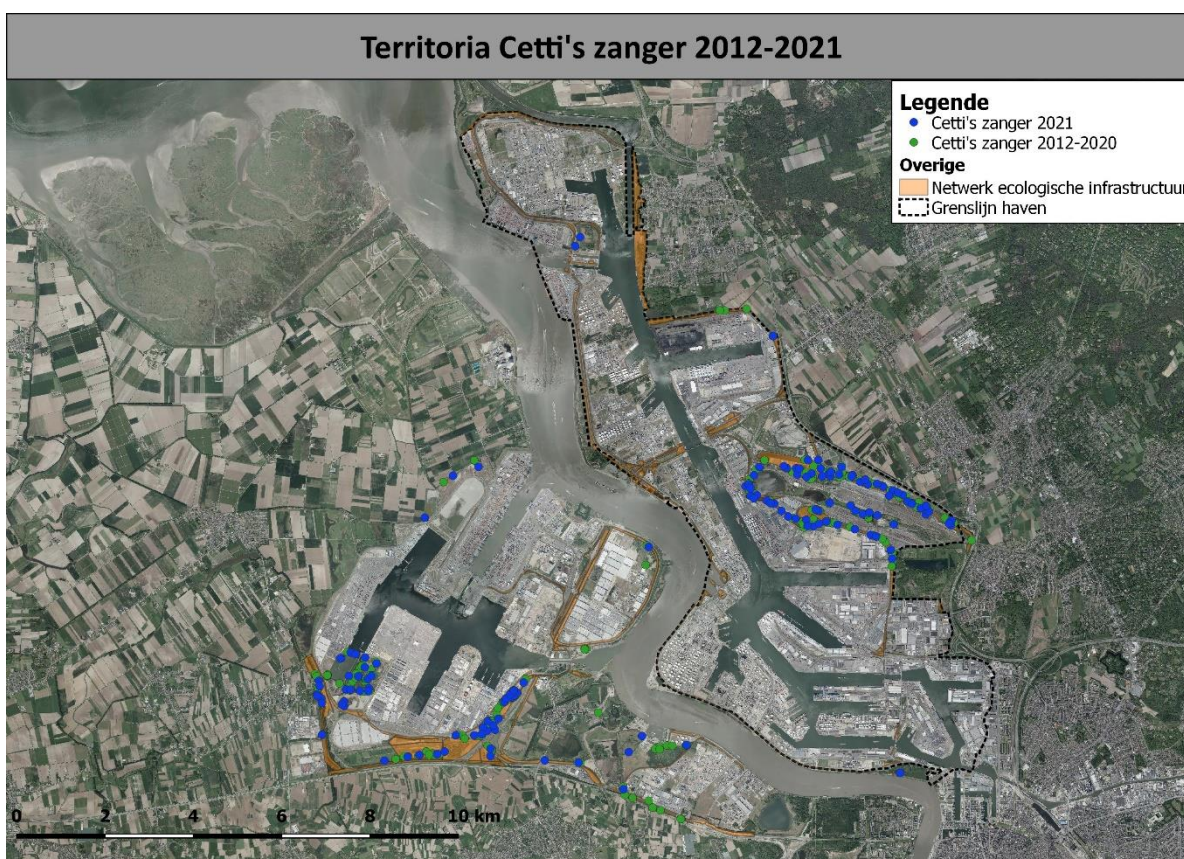 Territoria Cetti's zanger 2012-2021
Legende
Cetti's zanger 2021
Cetti's zanger 2012-2020
Overige
Netwerk ecologische infrastructuur
Grenslijn haven
0 2 4 6 8 10 km